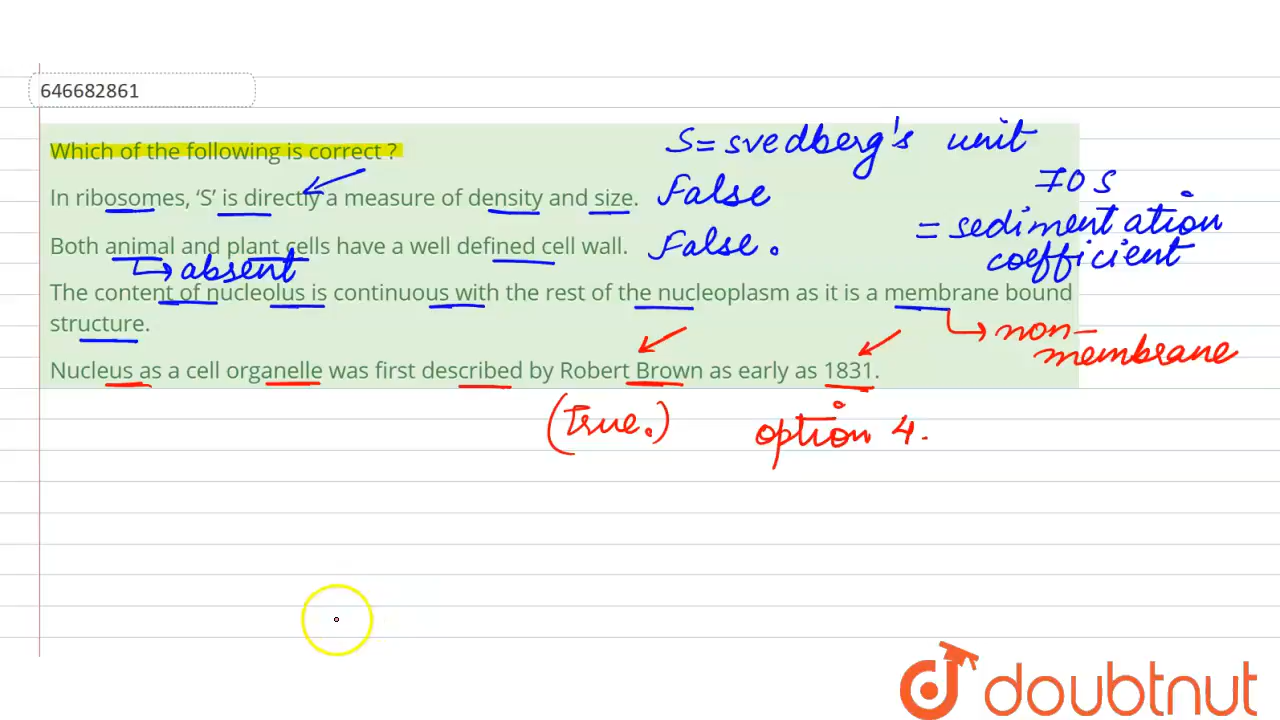 646682861
Which of the following is correct ?
S = svedberg's unit
In ribosomes, 'S' is directly a measure of density and size.
False
70 S
= sedimentation
coefficient
Both animal and plant cells have a well defined cell wall.
False.
absent
The content of nucleolus is continuous with the rest of the nucleoplasm as it is a membrane bound
structure.
non-
membrane
Nucleus as a cell organelle was first described by Robert Brown as early as 1831.
(True.)
option 4.
doubtnut